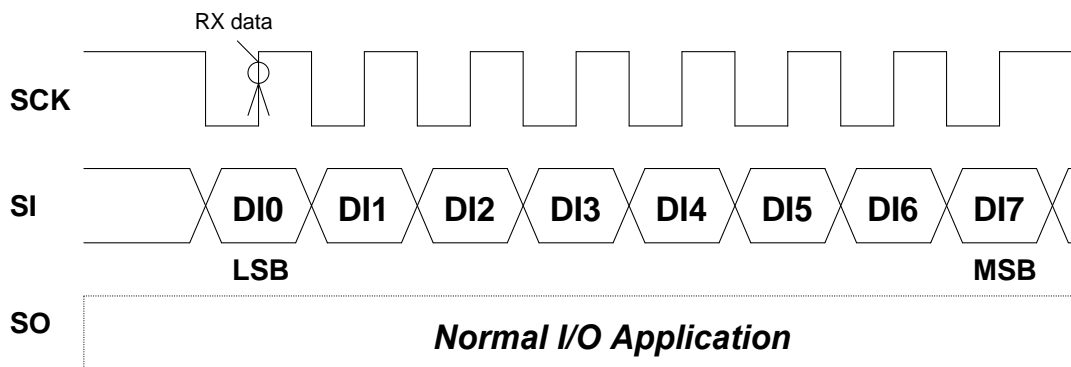 RX data
SCK
SI DI0 DI1 DI2 DI3 DI4 DI5 DI6 DI7
LSB MSB
SO Normal I/O Application